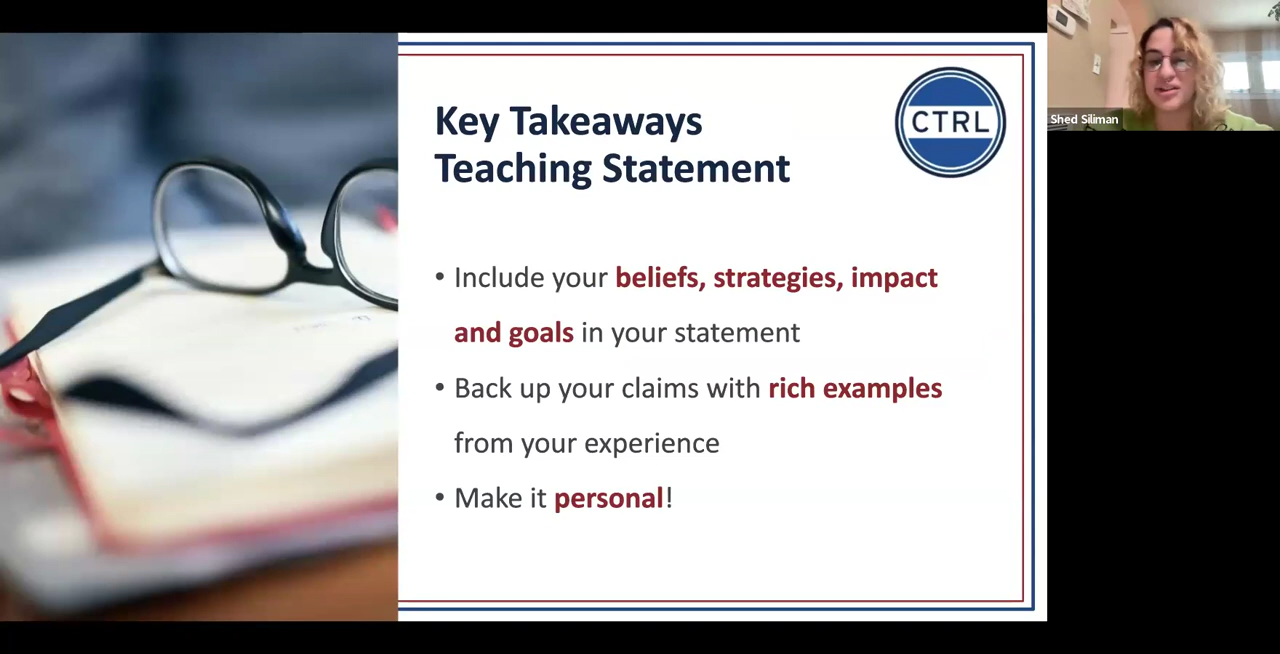 Key Takeaways
Teaching Statement
CTRL
• Include your beliefs, strategies, impact
and goals in your statement
• Back up your claims with rich examples
from your experience
• Make it personal!
Shed Siliman